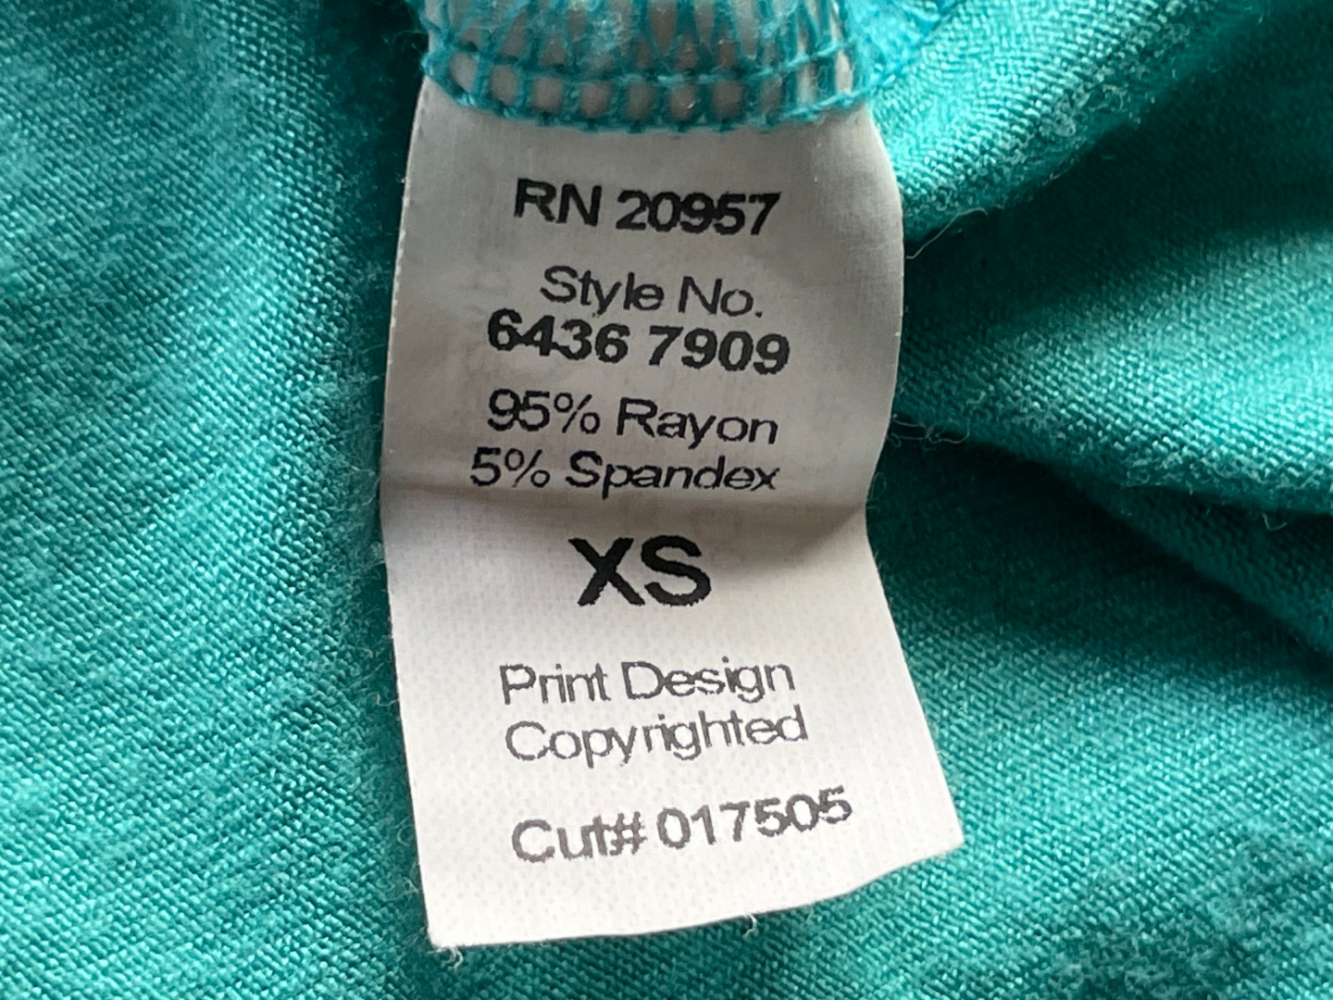 RN 20957
Style No.
6436 7909
95% Rayon
5% Spandex
XS
Print Design
Copyrighted
Cut# 017505